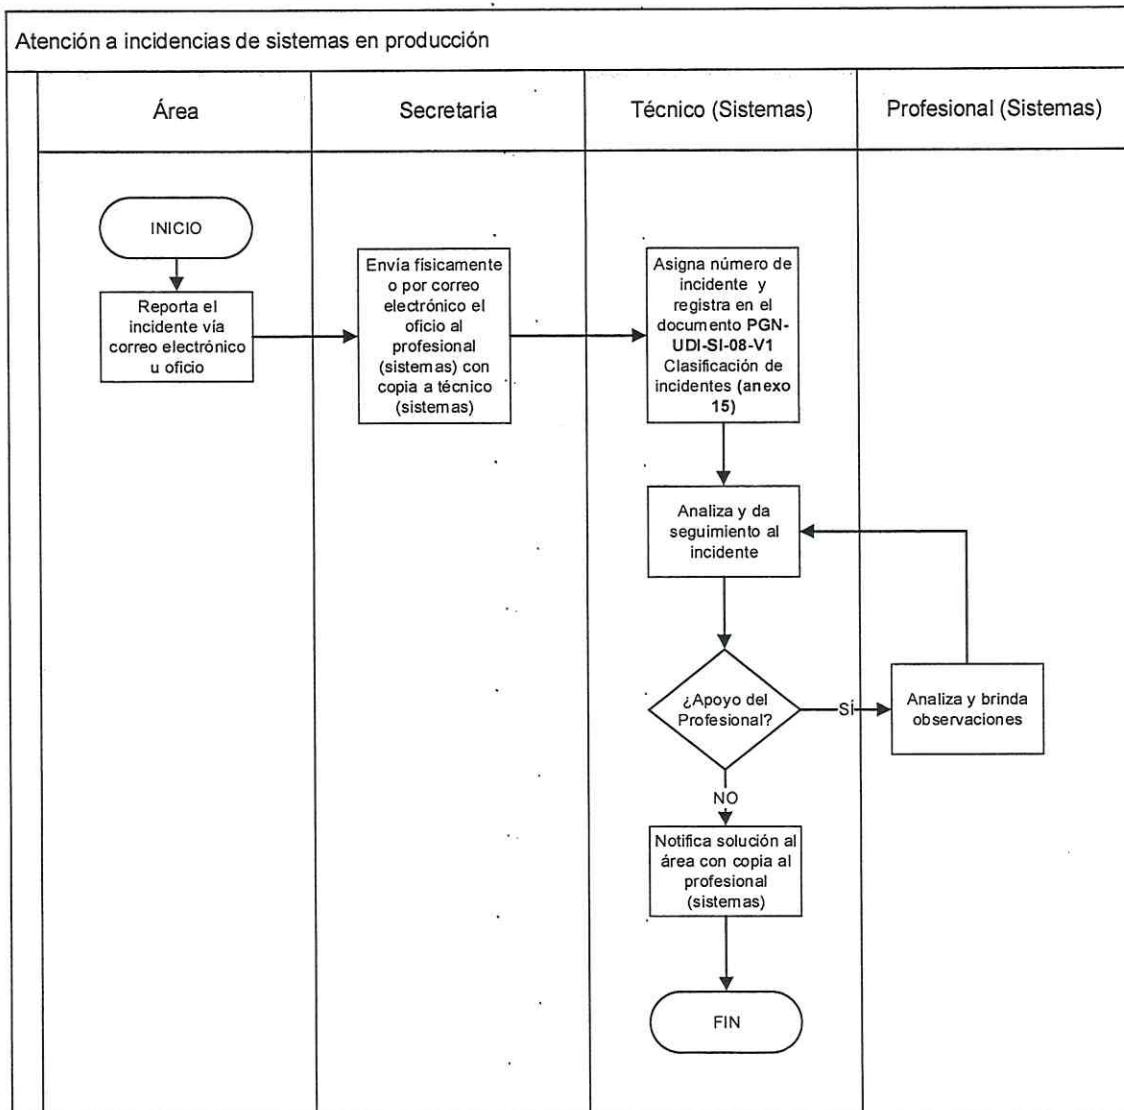 Atención a incidencias de sistemas en producción
Área
Secretaria
Técnico (Sistemas)
Profesional (Sistemas)
INICIO
Reporta el
incidente vía
correo electrónico
u oficio
Envía físicamente
o por correo
electrónico el
oficio al
profesional
(sistemas) con
copia a técnico
(sistemas)
Asigna número de
incidente y
registra en el
documento PGN-
UDI-SI-08-V1
Clasificación de
incidentes (anexo
15)
Analiza y da
seguimiento al
incidente
¿Apoyo del
Profesional?
SÍ
Analiza y brinda
observaciones
NO
Notifica solución al
área con copia al
profesional
(sistemas)
FIN